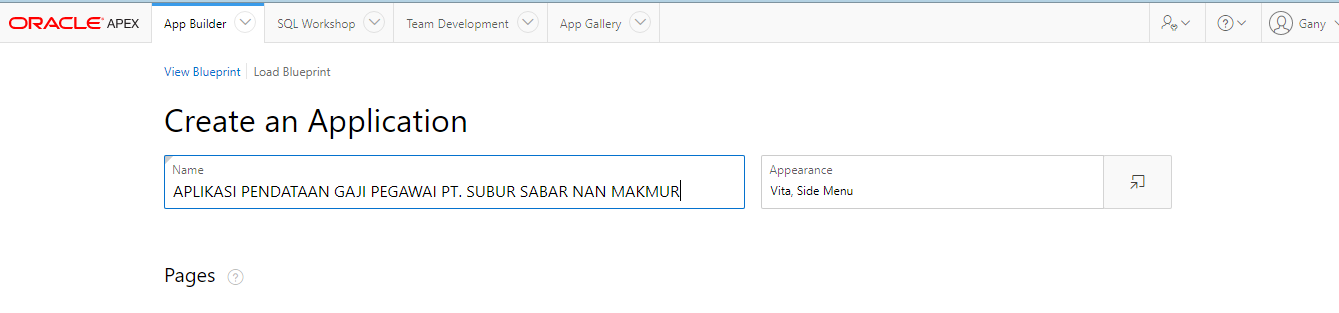 ORACLE APEX App Builder SQL Workshop Team Development App Gallery Gany
View Blueprint Load Blueprint
Create an Application
Name
APLIKASI PENDATAAN GAJI PEGAWAI PT. SUBUR SABAR NAN MAKMUR
Appearance
Vita, Side Menu
Pages ?